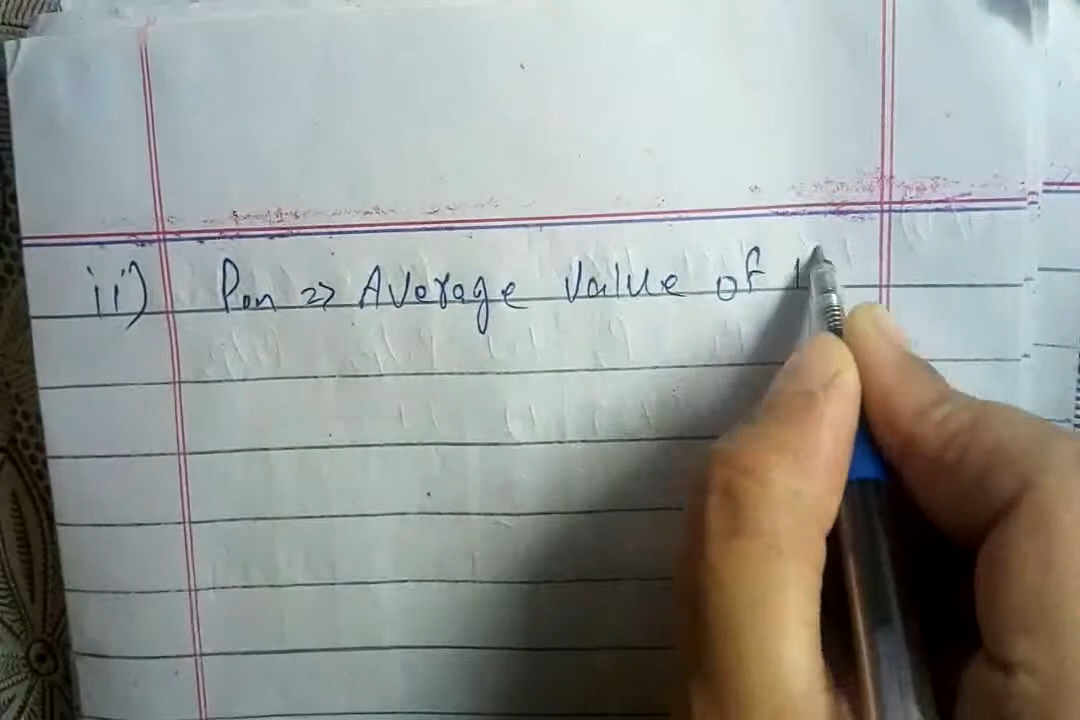 ii) Pon => Average Value of